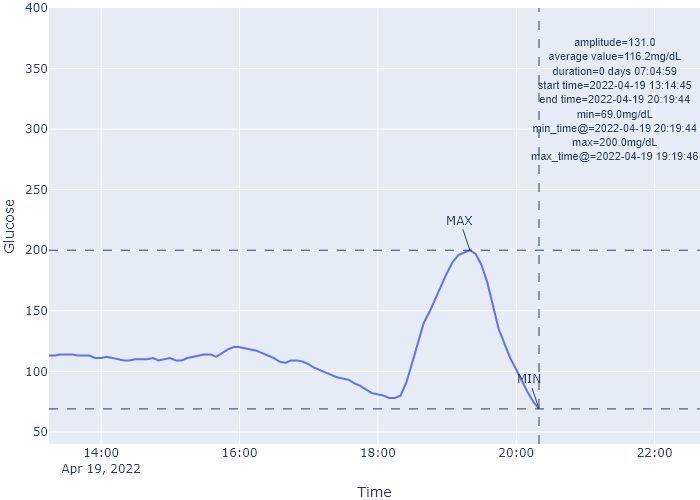 400
350
300
250
200
150
100
50
Glucose
amplitude=131.0
average value=116.2mg/dL
duration=0 days 07:04:59
start time=2022-04-19 13:14:45
end time=2022-04-19 20:19:44
min=69.0mg/dL
min_time@=2022-04-19 20:19:44
max=200.0mg/dL
max_time@=2022-04-19 19:19:46
MAX
MIN
14:00 16:00 18:00 20:00 22:00
Apr 19, 2022
Time